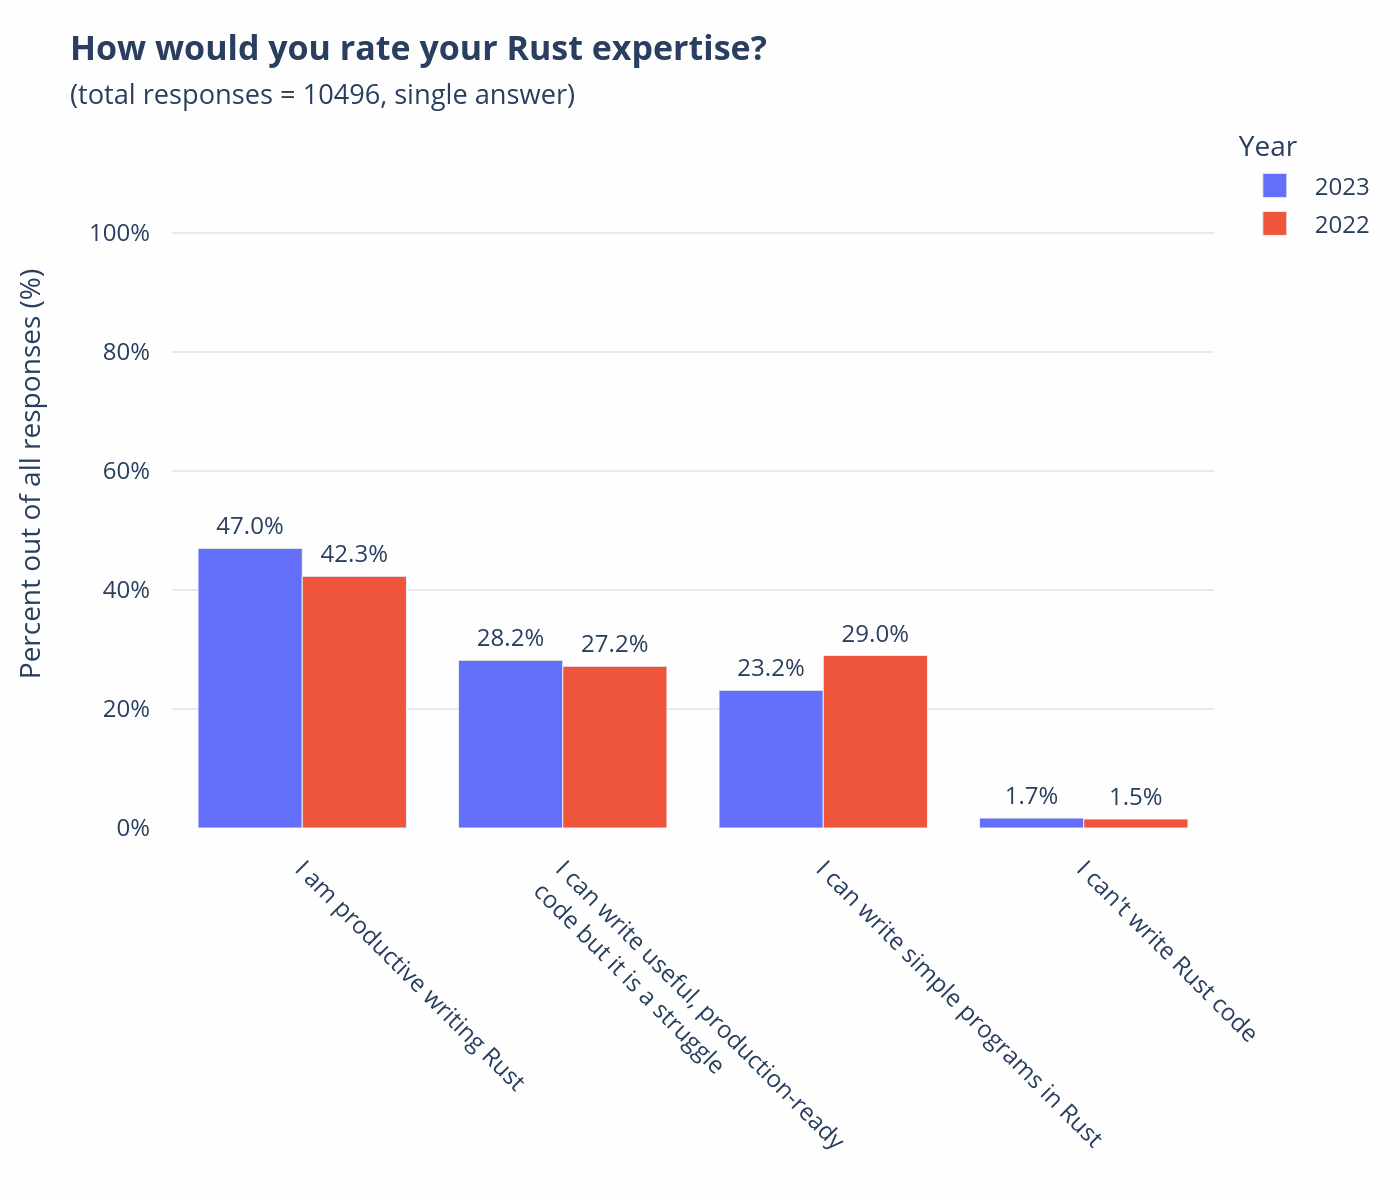 How would you rate your Rust expertise?
(total responses = 10496, single answer)
Year
2023
2022
Percent out of all responses (%)
100%
80%
60%
40%
20%
0%
47.0%
42.3%
28.2%
27.2%
23.2%
29.0%
1.7%
1.5%
I am productive writing Rust
I can write useful, production-ready
code but it is a struggle
I can write simple programs in Rust
I can't write Rust code